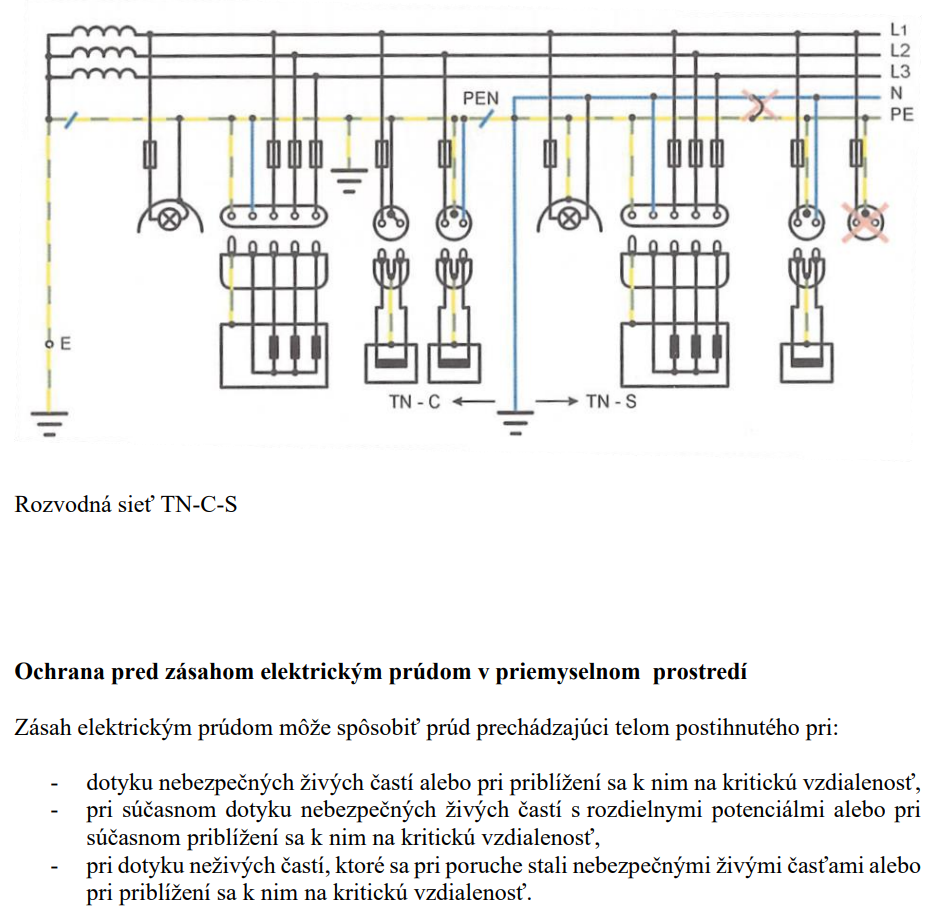 L1
L2
L3
N
PEN
PE
E
TN - C
TN - S
Rozvodná sieť TN-C-S
Ochrana pred zásahom elektrickým prúdom v priemyselnom prostredí
Zásah elektrickým prúdom môže spôsobiť prúd prechádzajúci telom postihnutého pri:
- dotyku nebezpečných živých častí alebo pri priblížení sa k nim na kritickú vzdialenosť,
- pri súčasnom dotyku nebezpečných živých častí s rozdielnymi potenciálmi alebo pri
súčasnom priblížení sa k nim na kritickú vzdialenosť,
- pri dotyku neživých častí, ktoré sa pri poruche stali nebezpečnými živými časťami alebo
pri priblížení sa k nim na kritickú vzdialenosť.